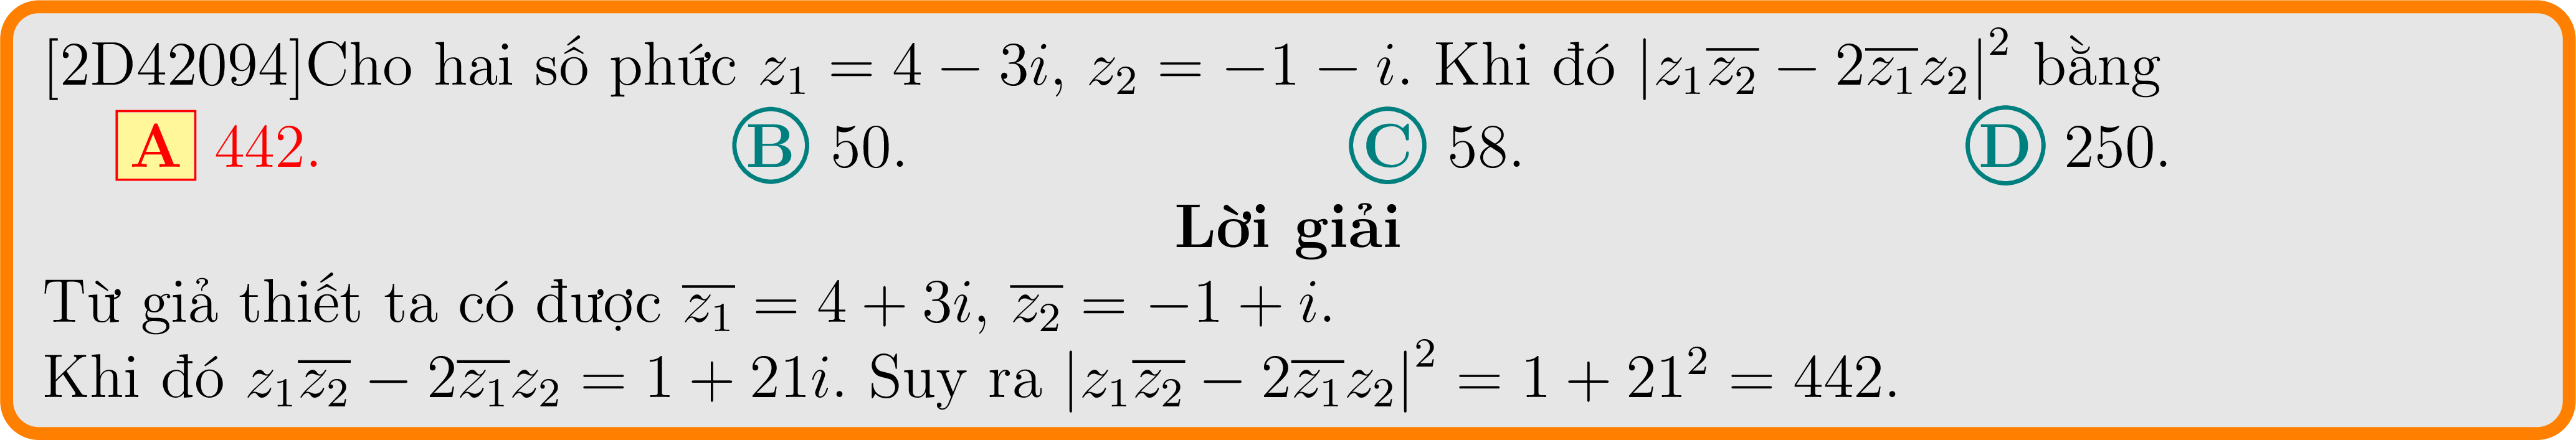 [2D42094]Cho hai số phức $z_1 = 4 - 3i$, $z_2 = -1 - i$. Khi đó $|z_1\overline{z_2} - 2\overline{z_1}z_2|^2$ bằng
A 442. B 50. C 58. D 250.
Lời giải
Từ giả thiết ta có được $\overline{z_1} = 4 + 3i$, $\overline{z_2} = -1 + i$.
Khi đó $z_1\overline{z_2} - 2\overline{z_1}z_2 = 1 + 21i$. Suy ra $|z_1\overline{z_2} - 2\overline{z_1}z_2|^2 = 1 + 21^2 = 442$.